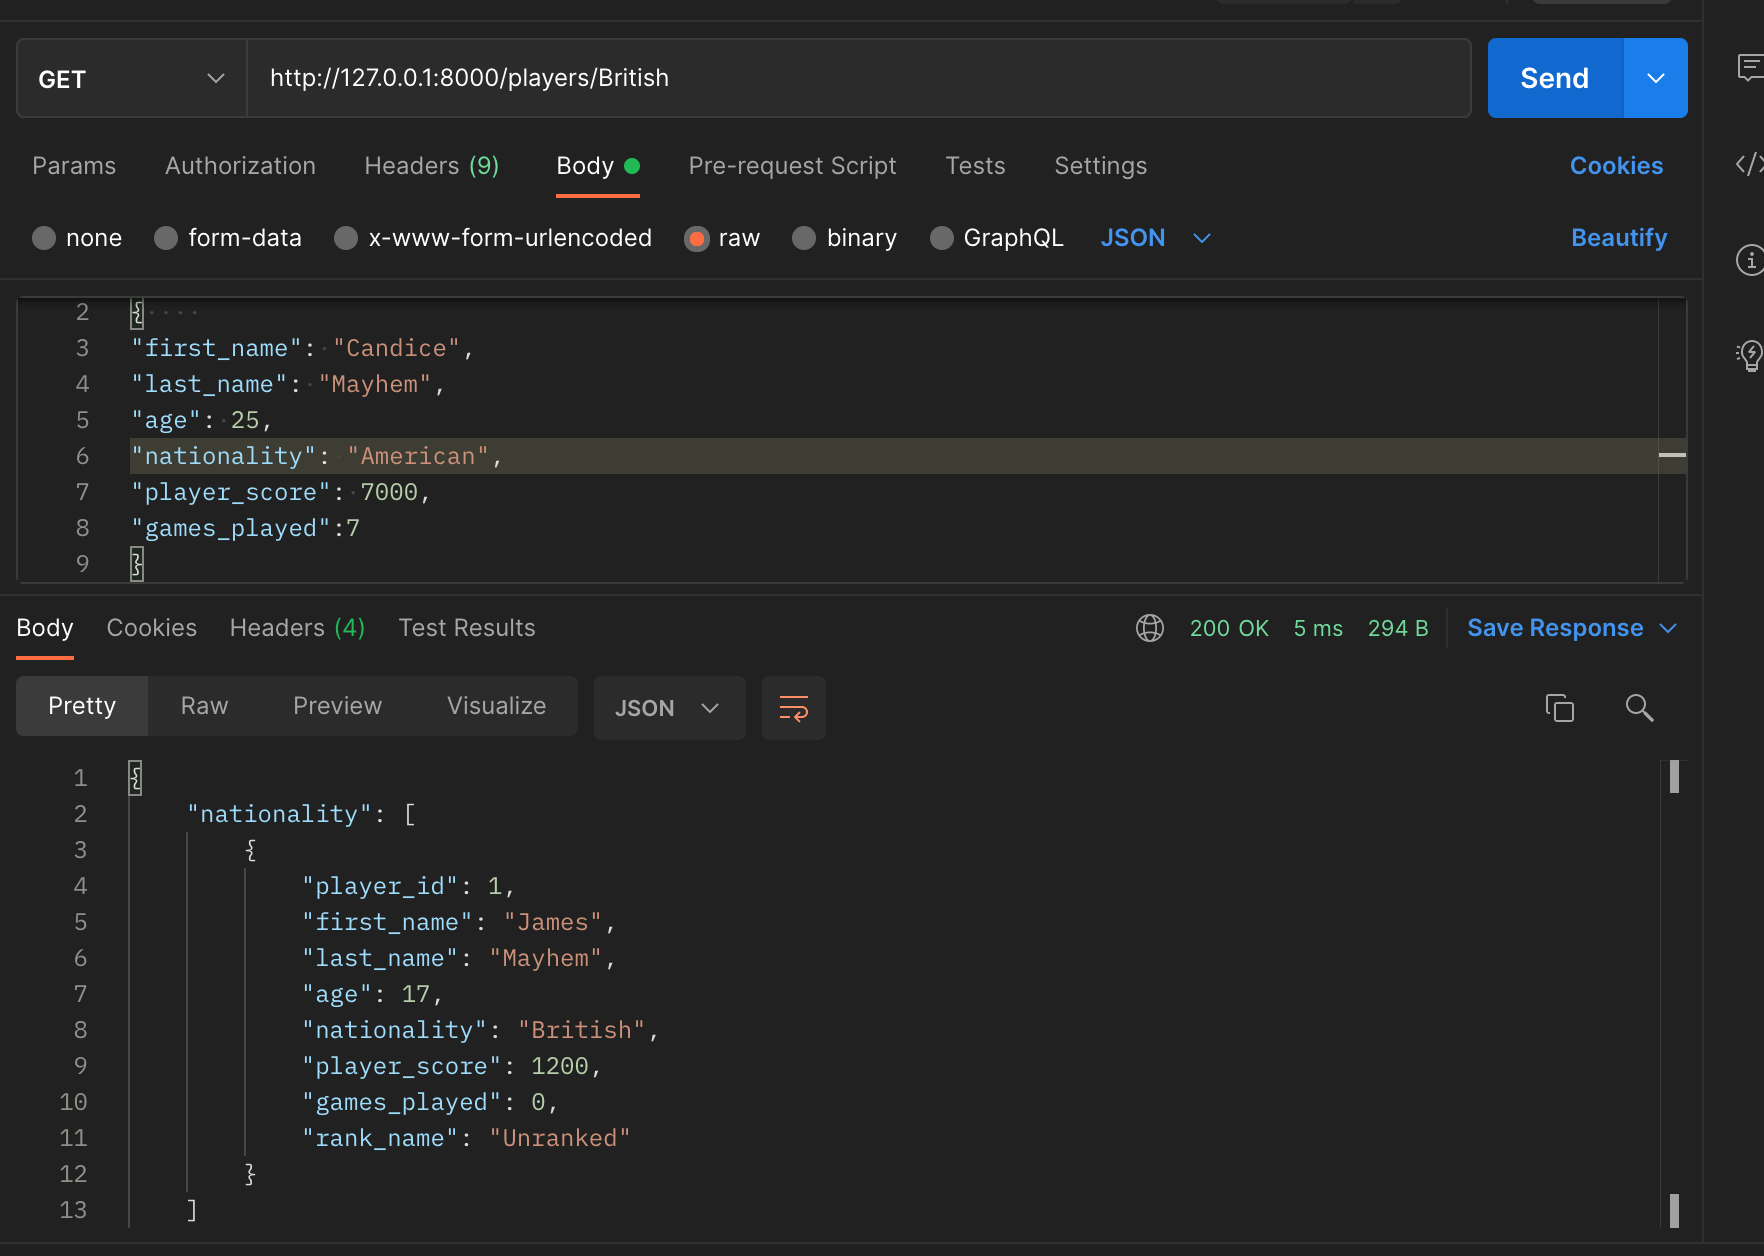 GET http://127.0.0.1:8000/players/British Send
Params Authorization Headers (9) Body Pre-request Script Tests Settings Cookies
none form-data x-www-form-urlencoded raw binary GraphQL JSON Beautify
2 {
3 "first_name": "Candice",
4 "last_name": "Mayhem",
5 "age": 25,
6 "nationality": "American",
7 "player_score": 7000,
8 "games_played":7
9 }
Body Cookies Headers (4) Test Results 200 OK 5 ms 294 B Save Response
Pretty Raw Preview Visualize JSON
1 {
2 "nationality": [
3 {
4 "player_id": 1,
5 "first_name": "James",
6 "last_name": "Mayhem",
7 "age": 17,
8 "nationality": "British",
9 "player_score": 1200,
10 "games_played": 0,
11 "rank_name": "Unranked"
12 }
13 ]